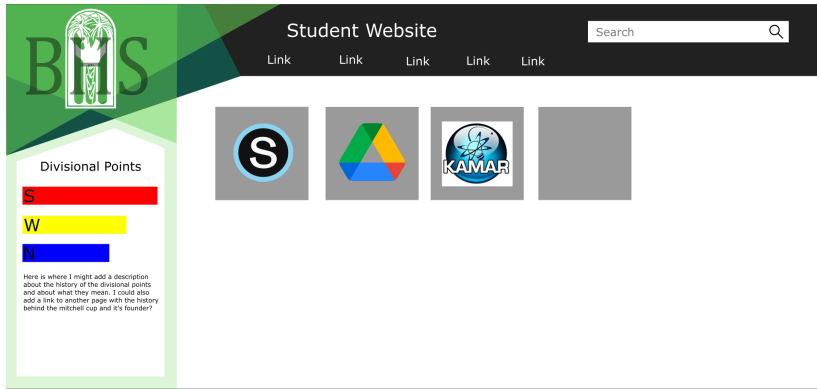 BHS
Student Website
Search
Link Link Link Link Link
S
KAMAR
Divisional Points
S
W
N
Here is where I might add a description
about the history of the divisional points
and about what they mean. I could also
add a link to another page with the history
behind the mitchell cup and it's founder?